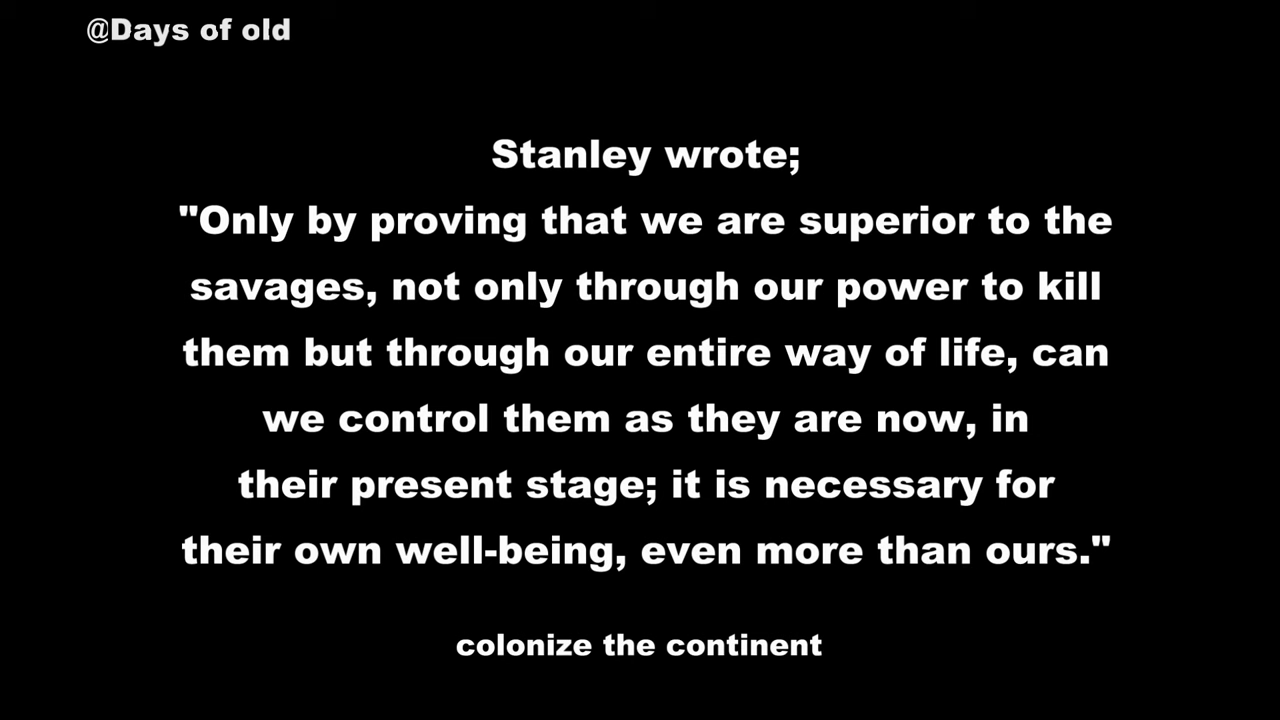 @Days of old
Stanley wrote;
"Only by proving that we are superior to the
savages, not only through our power to kill
them but through our entire way of life, can
we control them as they are now, in
their present stage; it is necessary for
their own well-being, even more than ours."
colonize the continent